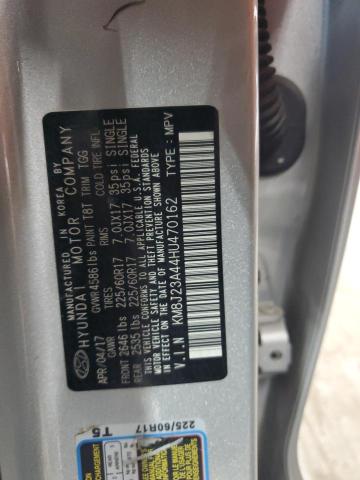 MANUFACTURED IN KOREA BY
HYUNDAI MOTOR COMPANY
APR/04/17 GVWR 4586lbs PAINT T8T TRIM TGG
GAWR RIMS COLD TIRE INFL.
FRONT 2646 lbs 225/60R17 7.0JX17 35psi SINGLE
REAR 2535 lbs 225/60R17 7.0JX17 35psi SINGLE
THIS VEHICLE CONFORMS TO ALL APPLICABLE U.S.
FEDERAL MOTOR VEHICLE SAFETY, BUMPER,
AND THEFT PREVENTION STANDARDS
IN EFFECT ON THE DATE OF MANUFACTURE SHOWN ABOVE.
KM8J23A44HU470162 TYPE : MPV
V.I.N
225/60R17
T5